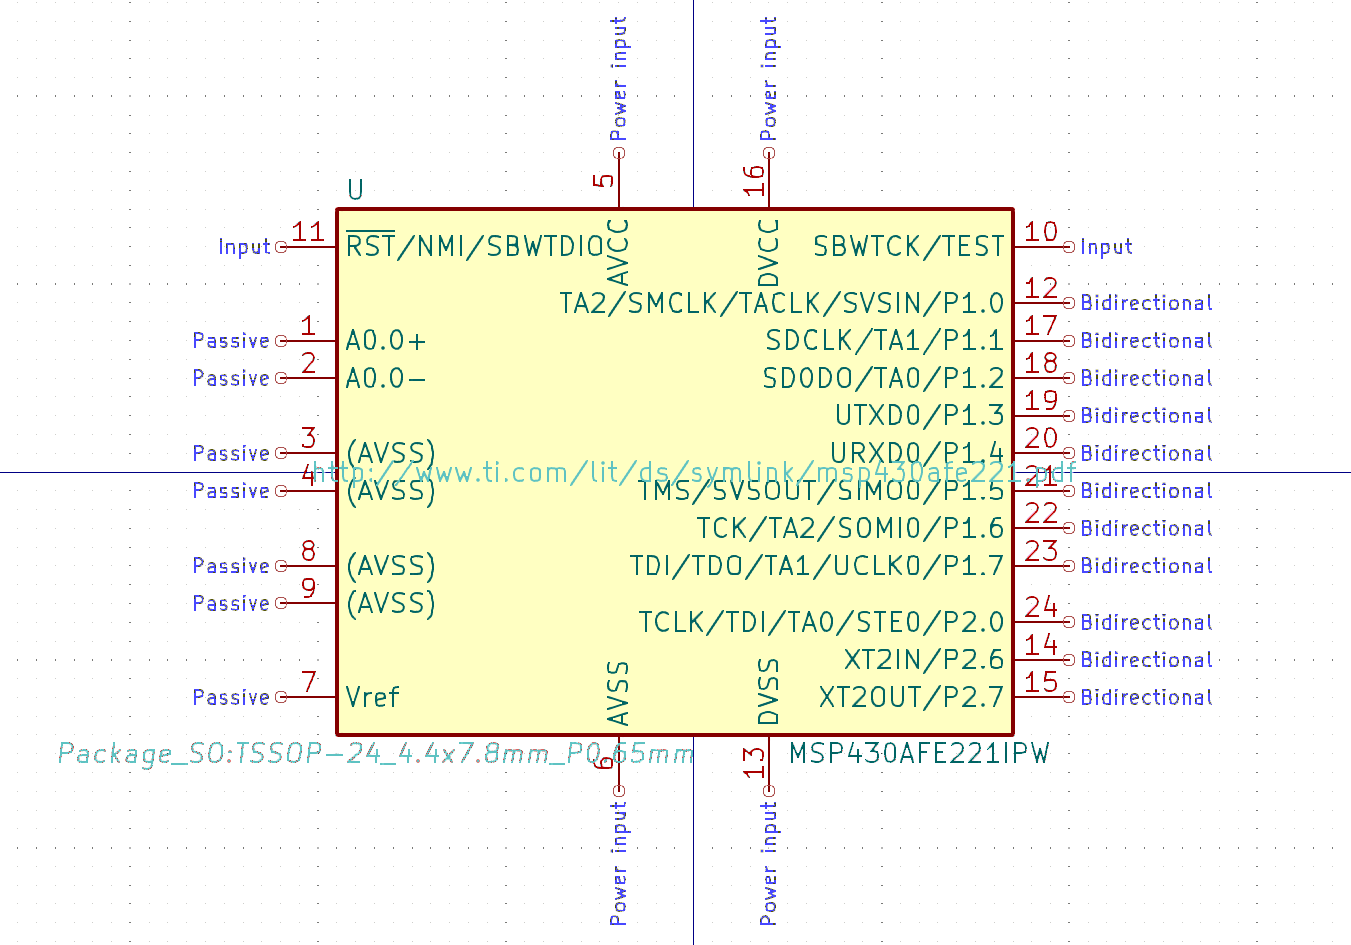 Power input
Power input
5
16
U
Input 11 RST/NMI/SBWTDIO
AVCC
DVCC
SBWTCK/TEST 10 Input
TA2/SMCLK/TACLK/SVSIN/P1.0 12 Bidirectional
Passive 1 A0.0+
SDCLK/TA1/P1.1 17 Bidirectional
Passive 2 A0.0-
SD0DO/TA0/P1.2 18 Bidirectional
UTXD0/P1.3 19 Bidirectional
Passive 3 (AVSS)
URXD0/P1.4 20 Bidirectional
http://www.ti.com/lit/ds/symlink/msp430afe221.pdf
Passive 4 (AVSS)
TMS/SVSOUT/SIMO0/P1.5 21 Bidirectional
TCK/TA2/SOMI0/P1.6 22 Bidirectional
Passive 8 (AVSS)
TDI/TDO/TA1/UCLK0/P1.7 23 Bidirectional
Passive 9 (AVSS)
TCLK/TDI/TA0/STE0/P2.0 24 Bidirectional
XT2IN/P2.6 14 Bidirectional
Passive 7 Vref
AVSS
DVSS
XT2OUT/P2.7 15 Bidirectional
Package_SO:TSSOP-24_4.4x7.8mm_P0.65mm
MSP430AFE221IPW
6
13
Power input
Power input